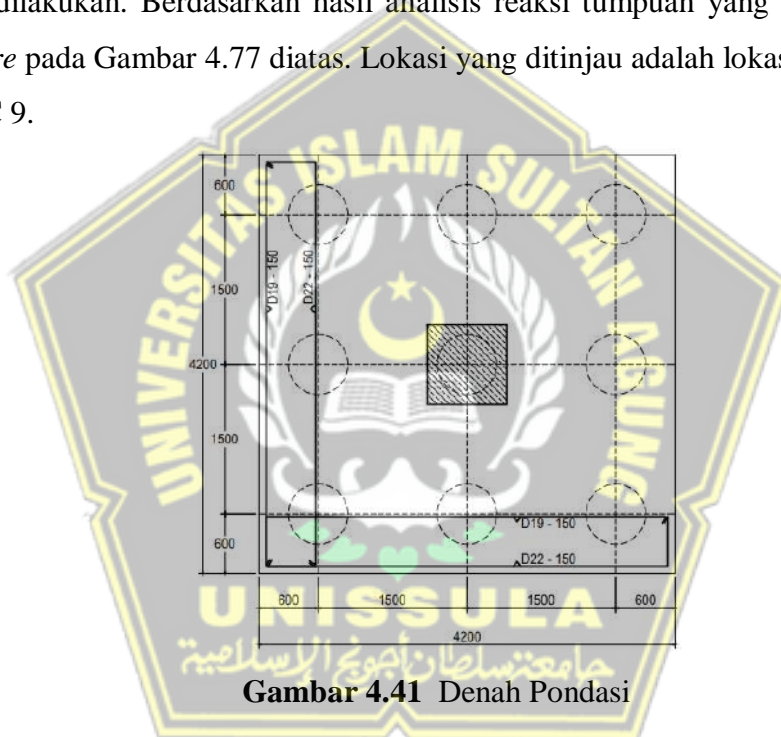 dilakukan. Berdasarkan hasil analisis reaksi tumpuan yang
re pada Gambar 4.77 diatas. Lokasi yang ditinjau adalah lokas
9.
UNIVERSITAS ISLAM SULTAN AGUNG
600
1500
4200
1500
600
D19 - 150
D22 - 150
D19 - 150
D22 - 150
600
1500
1500
600
4200
UNISSULA
جامعتنسلطان أجونج الإسلامية
Gambar 4.41 Denah Pondasi